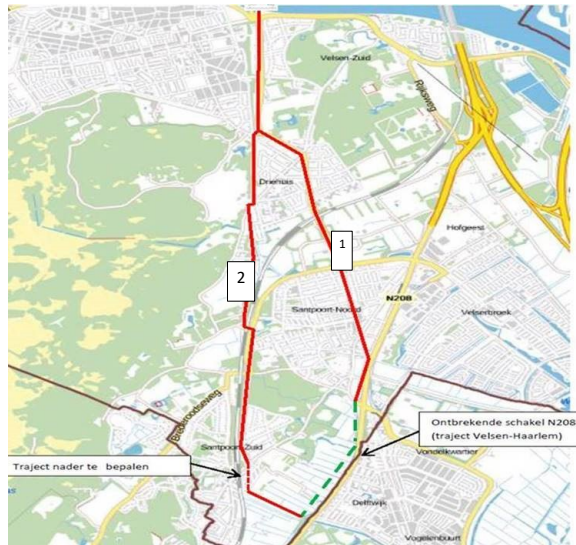 Velsen-Zuid
Rijksweg
Driehuis
1
Hofgeest
2
N208
Santpoort-Noord
Velserbroek
Brederoodseweg
Ontbrekende schakel N208
(traject Velsen-Haarlem)
Santpoort-Zuid
Vondelkwartier
Traject nader te bepalen
Delftwijk
Vogelenbuurt